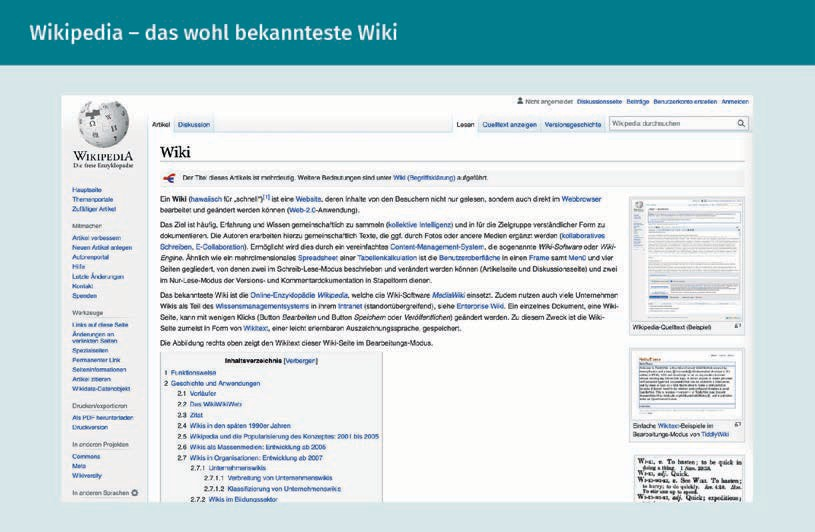 Wikipedia – das wohl bekannteste Wiki
Nicht angemeldet Diskussionsseite Beiträge Benutzerkonto erstellen Anmelden
Artikel Diskussion Lesen Quelltext anzeigen Versionsgeschichte Wikipedia durchsuchen
WIKIPEDIA
Die freie Enzyklopädie
Hauptseite
Themenportale
Zufälliger Artikel
Mitmachen
Artikel verbessern
Neuen Artikel anlegen
Autorenportal
Hilfe
Letzte Änderungen
Kontakt
Spenden
Werkzeuge
Links auf diese Seite
Änderungen an
verlinkten Seiten
Spezialseiten
Permanenter Link
Seiteninformationen
Artikel zitieren
Wikidata-Datenobjekt
Drucken/exportieren
Als PDF herunterladen
Druckversion
In anderen Projekten
Commons
Meta
Wikiversity
In anderen Sprachen
Wiki
Der Titel dieses Artikels ist mehrdeutig. Weitere Bedeutungen sind unter Wiki (Begriffsklärung) aufgeführt.
Ein Wiki (hawaiisch für „schnell“)[1] ist eine Website, deren Inhalte von den Besuchern nicht nur gelesen, sondern auch direkt im Webbrowser
bearbeitet und geändert werden können (Web-2.0-Anwendung).
Das Ziel ist häufig, Erfahrung und Wissen gemeinschaftlich zu sammeln (kollektive Intelligenz) und in für die Zielgruppe verständlicher Form zu
dokumentieren. Die Autoren erarbeiten hierzu gemeinschaftlich Texte, die ggf. durch Fotos oder andere Medien ergänzt werden (kollaboratives
Schreiben, E-Collaboration). Ermöglicht wird dies durch ein vereinfachtes Content-Management-System, die sogenannte Wiki-Software oder Wiki-
Engine. Ähnlich wie ein mehrdimensionales Spreadsheet einer Tabellenkalkulation ist die Benutzeroberfläche in einen Frame samt Menü und vier
Seiten gegliedert, von denen zwei im Schreib-Lese-Modus beschrieben und verändert werden können (Artikelseite und Diskussionsseite) und zwei
im Nur-Lese-Modus der Versions- und Kommentardokumentation in Stapelform dienen.
Das bekannteste Wiki ist die Online-Enzyklopädie Wikipedia, welche die Wiki-Software MediaWiki einsetzt. Zudem nutzen auch viele Unternehmen
Wikis als Teil des Wissensmanagementsystems in ihrem Intranet (standortübergreifend), siehe Enterprise Wiki. Ein einzelnes Dokument, eine Wiki-
Seite, kann mit wenigen Klicks (Button Bearbeiten und Button Speichern oder Veröffentlichen) geändert werden. Zu diesem Zweck ist die Wiki-
Seite zumeist in Form von Wikitext, einer leicht erlernbaren Auszeichnungssprache, gespeichert.
Die Abbildung rechts oben zeigt den Wikitext dieser Wiki-Seite im Bearbeitungs-Modus.
Inhaltsverzeichnis [Verbergen]
1 Funktionsweise
2 Geschichte und Anwendungen
2.1 Vorläufer
2.2 Das WikiWikiWeb
2.3 Zitat
2.4 Wikis in den späten 1990er Jahren
2.5 Wikipedia und die Popularisierung des Konzeptes: 2001 bis 2005
2.6 Wikis als Massenmedien: Entwicklung ab 2005
2.7 Wikis in Organisationen: Entwicklung ab 2007
2.7.1 Unternehmenswikis
2.7.1.1 Verbreitung von Unternehmenswikis
2.7.1.2 Klassifizierung von Unternehmenswikis
2.7.2 Wikis im Bildungssektor
Wikipedia-Quelltext (Beispiel)
Einfache Wikitext-Beispiele im
Bearbeitungs-Modus von TiddlyWiki